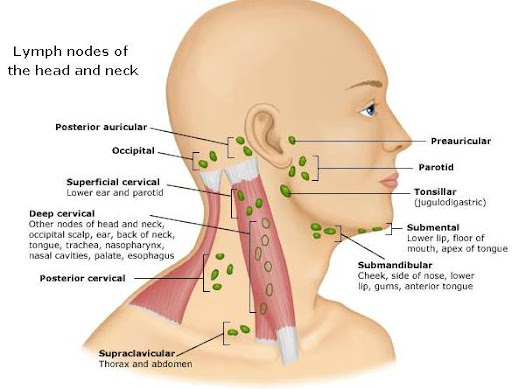 Lymph nodes of
the head and neck
Posterior auricular
Occipital
Superficial cervical
Lower ear and parotid
Deep cervical
Other nodes of head and neck,
occipital scalp, ear, back of neck,
tongue, trachea, nasopharynx,
nasal cavities, palate, esophagus
Posterior cervical
Supraclavicular
Thorax and abdomen
Preauricular
Parotid
Tonsillar
(jugulodigastric)
Submental
Lower lip, floor of
mouth, apex of tongue
Submandibular
Cheek, side of nose, lower
lip, gums, anterior tongue